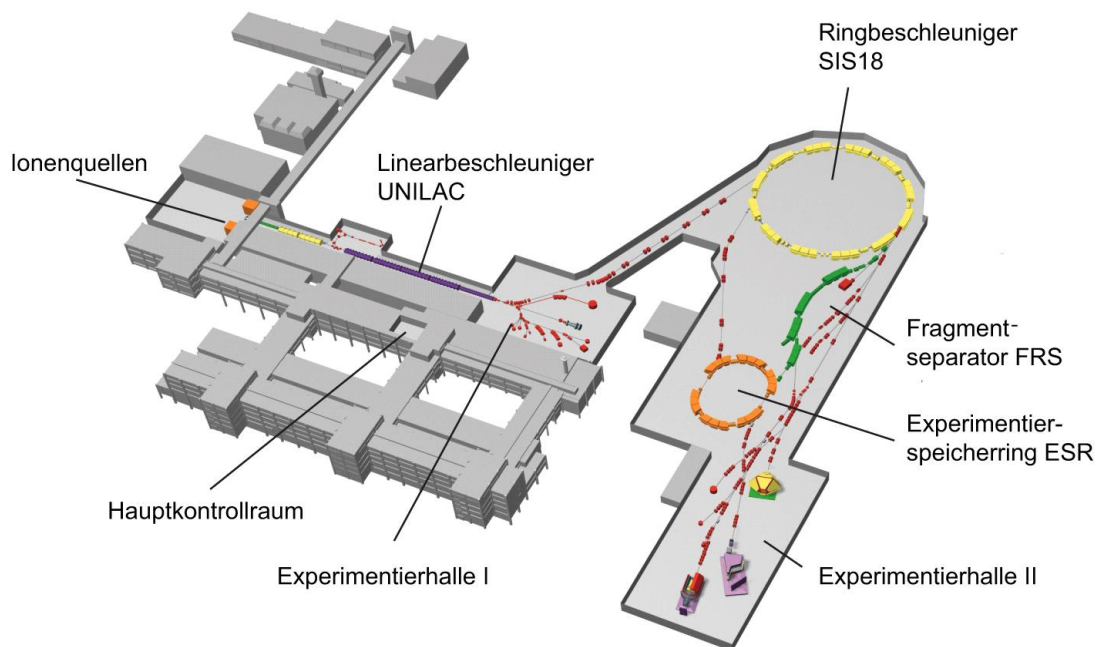 Ringbeschleuniger
SIS18
Ionenquellen
Linearbeschleuniger
UNILAC
Fragment-
separator FRS
Experimentier-
speicherring ESR
Hauptkontrollraum
Experimentierhalle I
Experimentierhalle II